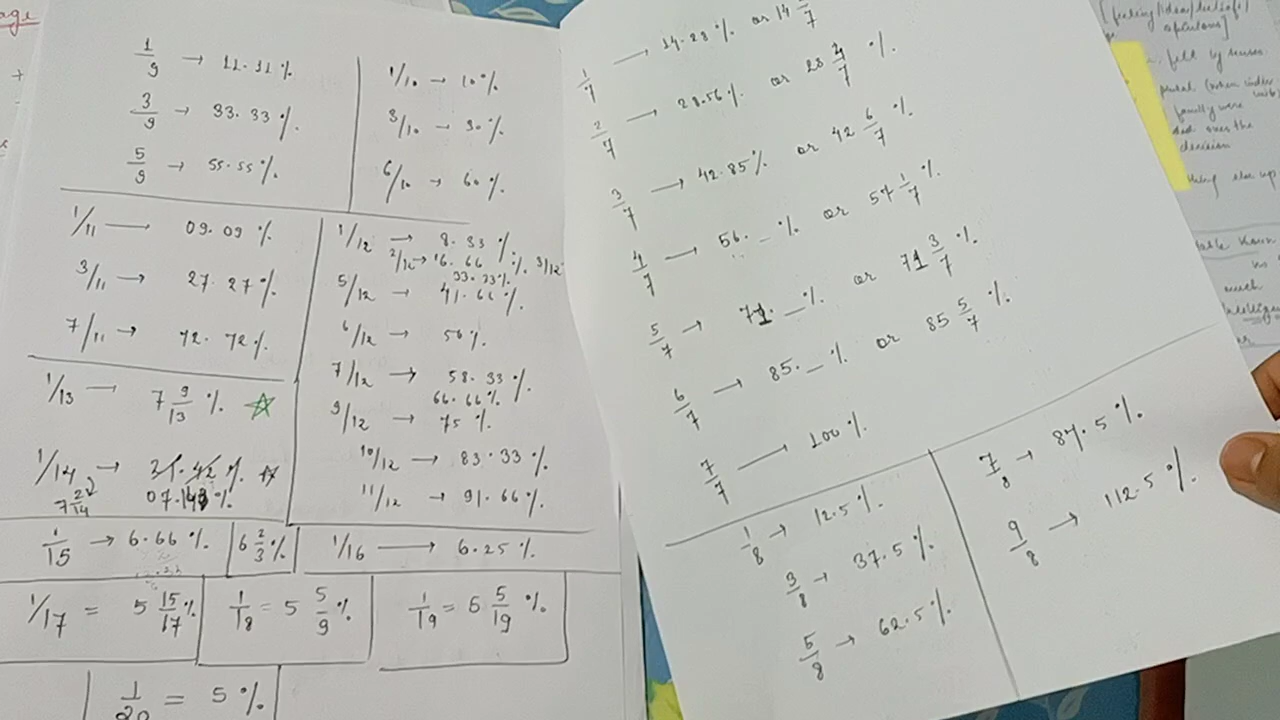 1/9 → 11.11%
3/9 → 33.33%
5/9 → 55.55%
1/10 → 10%
3/10 → 30%
6/10 → 60%
1/11 → 09.09%
3/11 → 27.27%
7/11 → 72.72%
1/12 → 8.33%
2/12 → 16.66%. 3/12
33.33%
5/12 → 41.66%
6/12 → 50%
7/12 → 58.33%
66.66%
9/12 → 75%
10/12 → 83.33%
11/12 → 91.66%
1/13 → 7 9/13 %
1/14 →
7 2/14
1/15 → 6.66% 6 2/3 %
1/16 → 6.25%
1/17 = 5 15/17 %
1/18 = 5 5/9 %
1/19 = 5 5/19 %
1/20 = 5%
1/7 → 14.28% or 14 /7
2/7 → 28.56% or 28 4/7 %
3/7 → 42.85% or 42 6/7 %
4/7 → 56._% or 57 1/7 %
5/7 → 71._% or 71 3/7 %
6/7 → 85._% or 85 5/7 %
7/7 → 100%
1/8 → 12.5%
3/8 → 37.5%
5/8 → 62.5%
7/8 → 87.5%
9/8 → 112.5%
family were
over the
decision
much